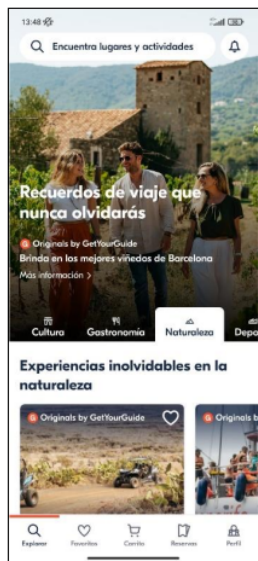 13:48
Encuentra lugares y actividades
Recuerdos de viaje que
nunca olvidarás
Originals by GetYourGuide
Brinda en los mejores viñedos de Barcelona
Más información >
Cultura Gastronomía Naturaleza Depo
Experiencias inolvidables en la
naturaleza
G Originals by GetYourGuide G Originals b
Explorar Favoritos Carrito Reservas Perfil